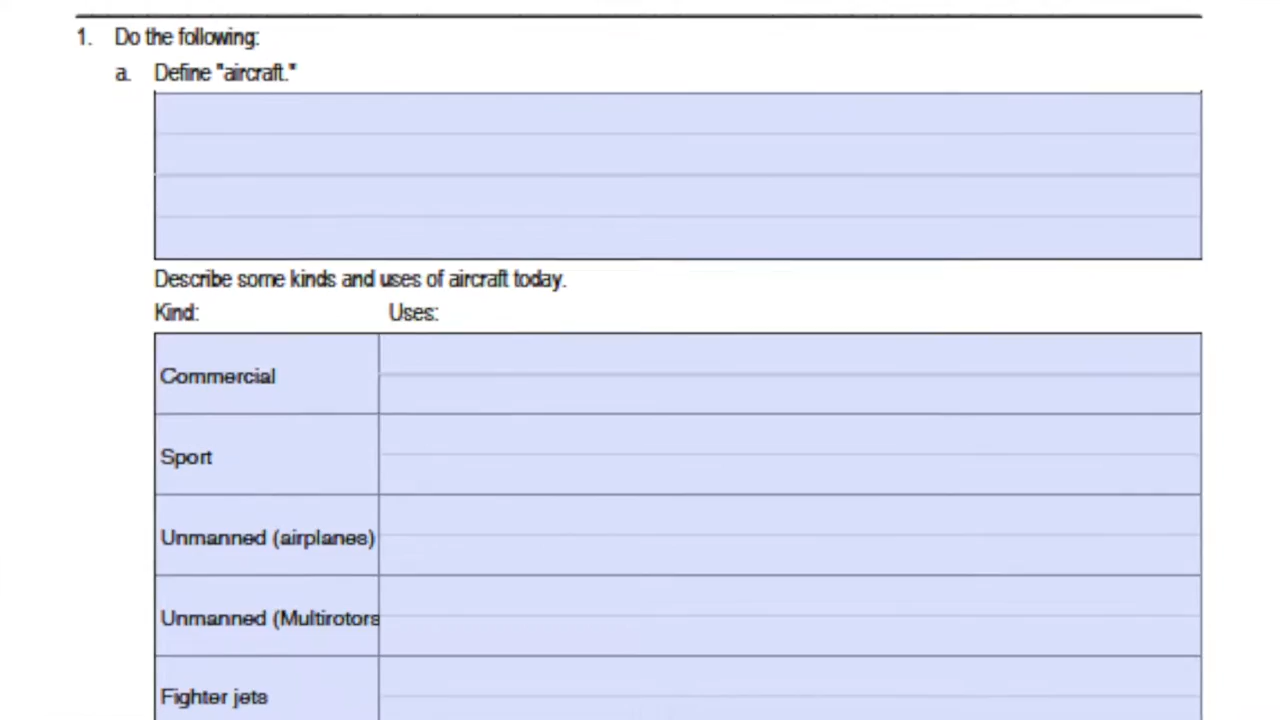 1. Do the following:
a. Define "aircraft."
Describe some kinds and uses of aircraft today.
Kind: Uses:
Commercial
Sport
Unmanned (airplanes)
Unmanned (Multirotors
Fighter jets